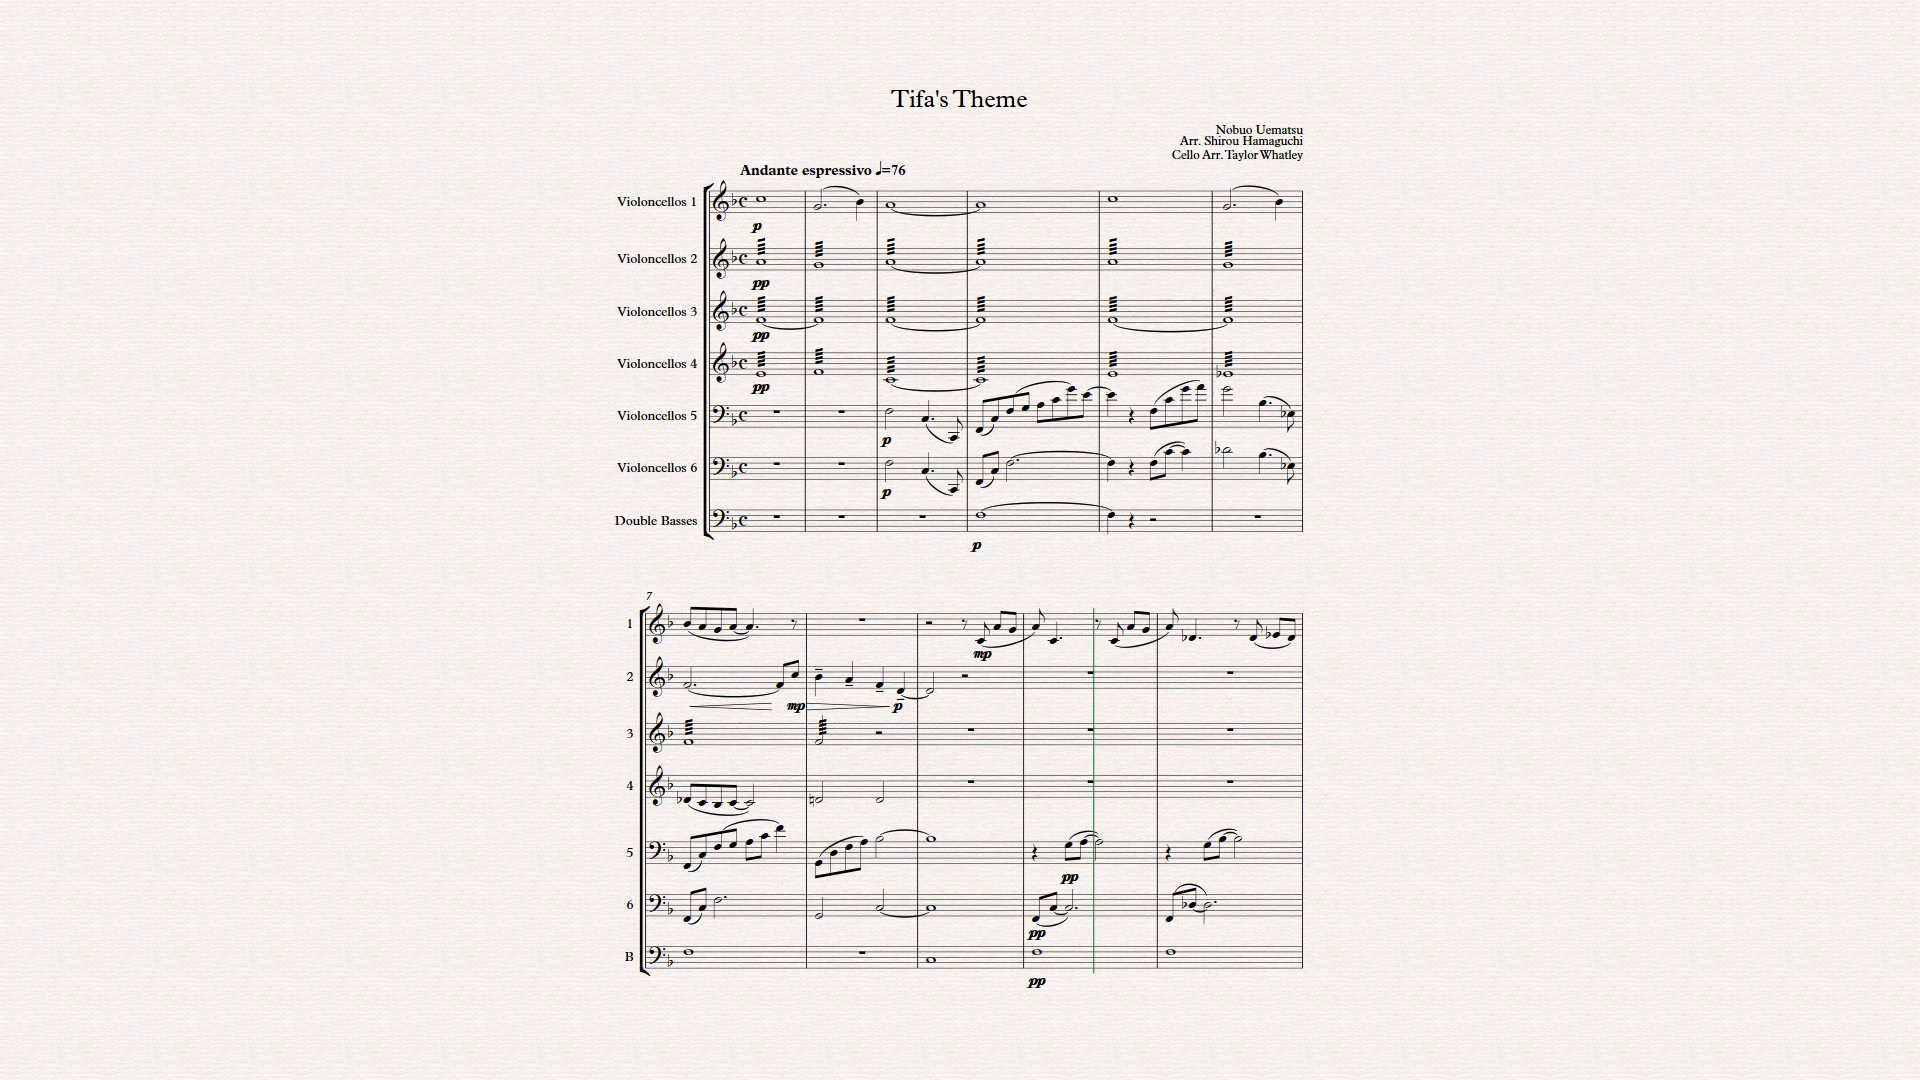 Tifa's Theme
Nobuo Uematsu
Arr. Shirou Hamaguchi
Cello Arr. Taylor Whatley
Andante espressivo ♩=76
Violoncellos 1
p
Violoncellos 2
pp
Violoncellos 3
pp
Violoncellos 4
pp
Violoncellos 5
p
Violoncellos 6
p
Double Basses
p
7
1
mp
2
mp p
3
4
5
pp
6
pp
B
pp